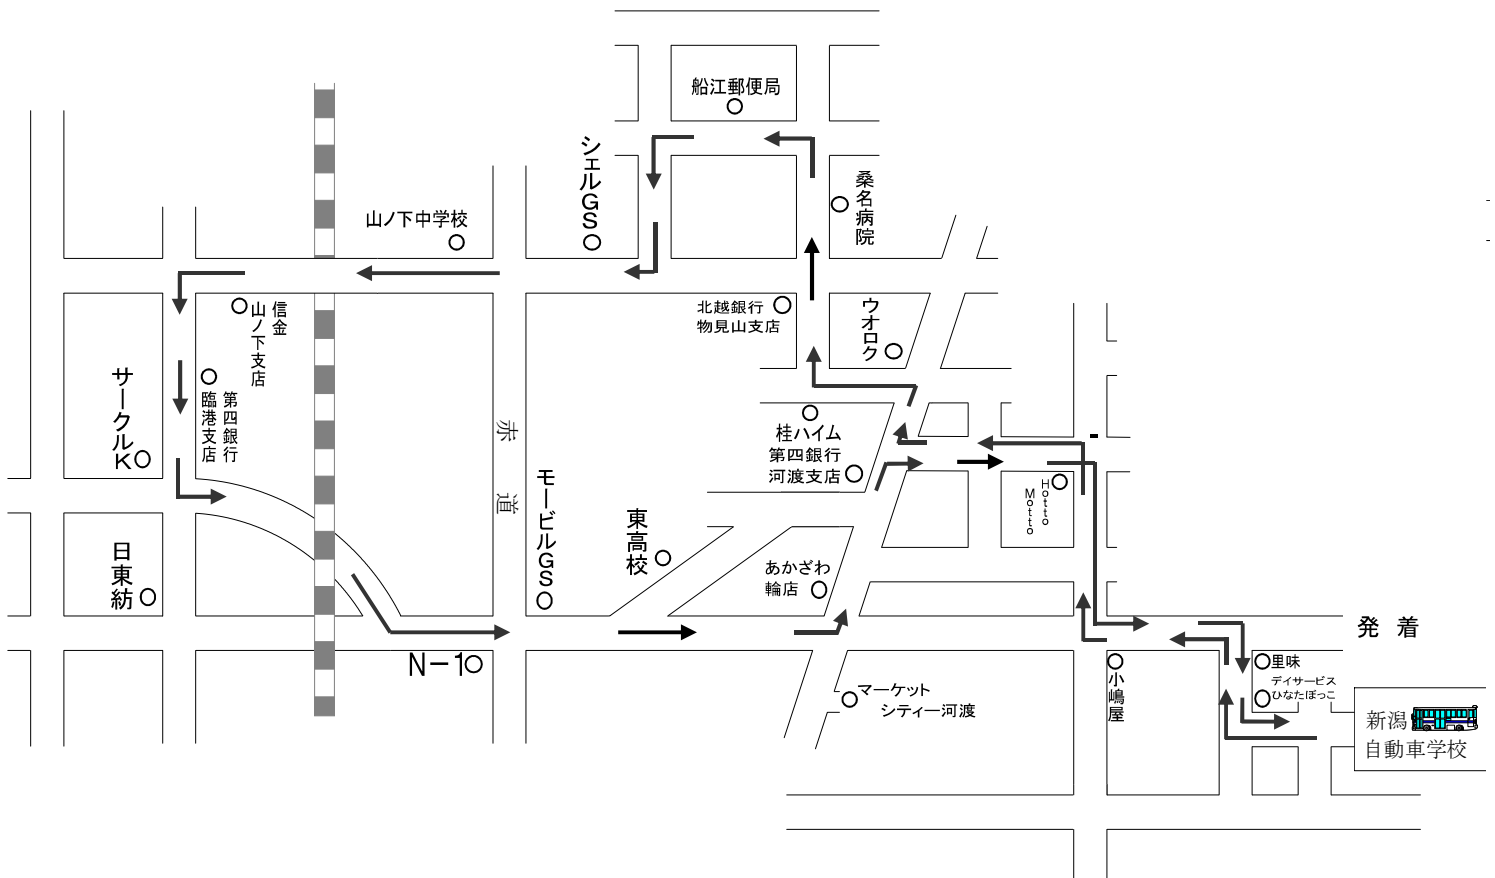 船江郵便局
シェルGS
桑名病院
山ノ下中学校
北越銀行
物見山支店
ウオロク
信金
山ノ下支店
サークルK
第四銀行
臨港支店
赤道
桂ハイム
第四銀行
河渡支店
Hotto
Motto
モービルGS
東高校
あかざわ
輪店
日東紡
N－10
発 着
里味
デイサービス
ひなたぼっこ
小嶋屋
マーケット
シティー河渡
新潟
自動車学校